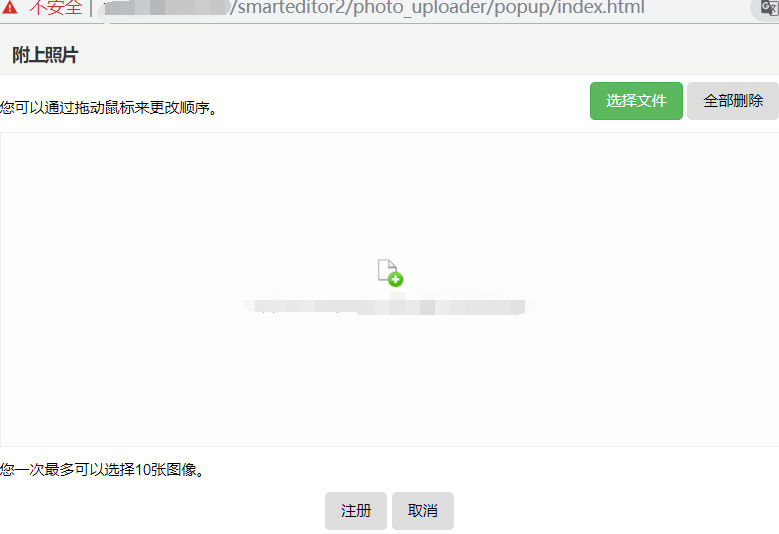 不安全 /smarteditor2/photo_uploader/popup/index.html
附上照片
您可以通过拖动鼠标来更改顺序。
选择文件 全部删除
您一次最多可以选择10张图像。
注册 取消